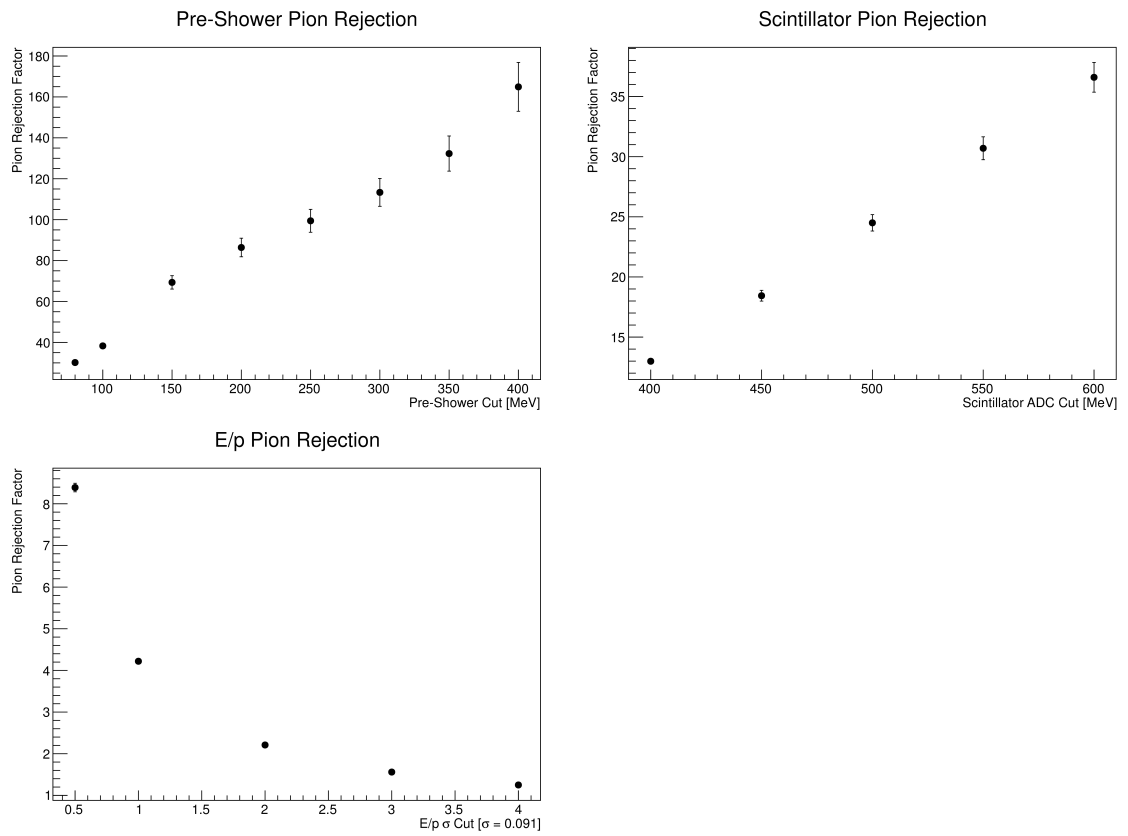 Pre-Shower Pion Rejection
Pion Rejection Factor
180
160
140
120
100
80
60
40
100 150 200 250 300 350 400
Pre-Shower Cut [MeV]
Scintillator Pion Rejection
Pion Rejection Factor
35
30
25
20
15
400 450 500 550 600
Scintillator ADC Cut [MeV]
E/p Pion Rejection
Pion Rejection Factor
8
7
6
5
4
3
2
1
0.5 1 1.5 2 2.5 3 3.5 4
E/p σ Cut [σ = 0.091]